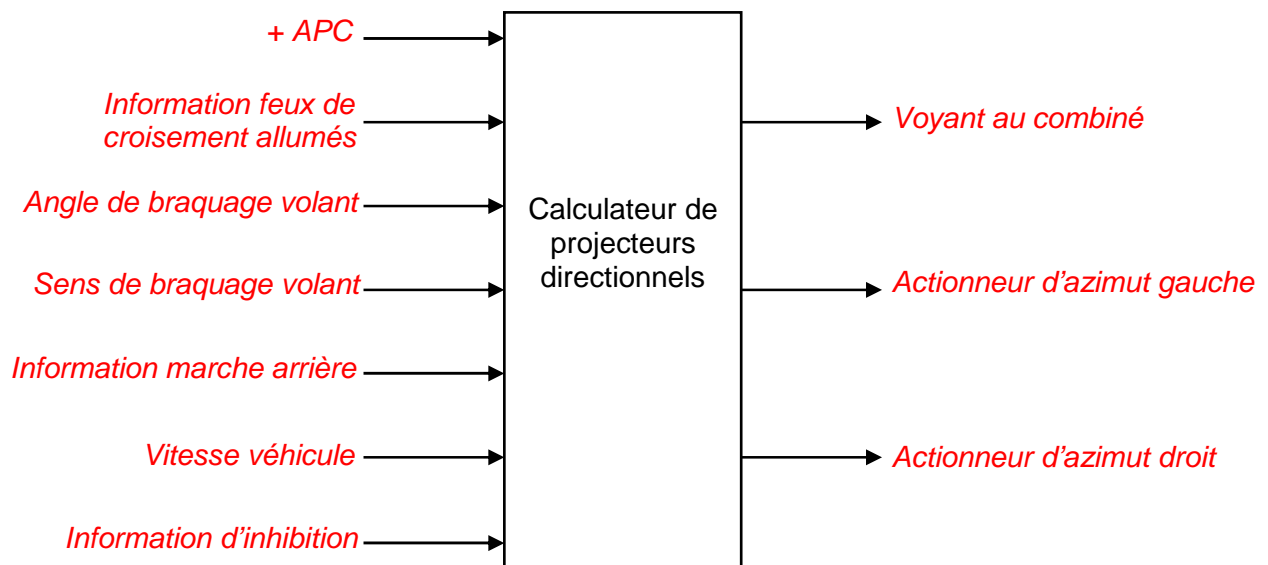 + APC
Information feux de
croisement allumés
Angle de braquage volant
Sens de braquage volant
Information marche arrière
Vitesse véhicule
Information d'inhibition
Calculateur de
projecteurs
directionnels
Voyant au combiné
Actionneur d'azimut gauche
Actionneur d'azimut droit